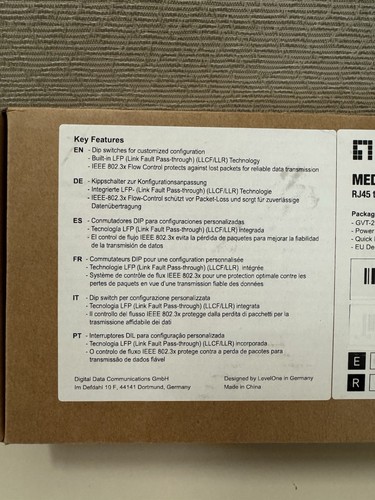 Key Features
EN - Dip switches for customized configuration
- Built-in LFP (Link Fault Pass-through) (LLCF/LLR) Technology
- IEEE 802.3x Flow Control protects against lost packets for reliable data transmission
DE - Kippschalter zur Konfigurationsanpassung
- Integrierte LFP- (Link Fault Pass-through) (LLCF/LLR) Technologie
- IEEE-802.3x Flow-Control schützt vor Packet-Loss und sorgt für zuverlässige
Datenübertragung
ES - Conmutadores DIP para configuraciones personalizadas
- Tecnología LFP (Link Fault Pass-through) (LLCF/LLR) Integrada
- El control de flujo IEEE 802.3x evita la pérdida de paquetes para mejorar la fiabilidad
de la transmisión de datos
FR - Commutateurs DIP pour une configuration personnalisée
- Technologie LFP (Link Fault Pass-through) (LLCF/LLR) intégrée
- Système de contrôle de flux IEEE 802.3x pour une protection optimale contre les
pertes de paquets en vue d'une transmission fiable des données
IT - Dip switch per configurazione personalizzata
- Tecnologia LFP (Link Fault Pass-through) (LLCF/LLR) integrata
- Il controllo del flusso IEEE 802.3x protegge dalla perdita di pacchetti per la
trasmissione affidabile dei dati
PT - Interruptores DIL para configuração personalizada
- Tecnologia LFP (Link Fault Pass-through) (LLCF/LLR) incorporada
- O controlo de fluxo IEEE 802.3x protege contra a perda de pacotes para
transmissão de dados fiável
Digital Data Communications GmbH
Im Defdahl 10 F, 44141 Dortmund, Germany
Designed by LevelOne in Germany
Made in China
MED
RJ45 t
Packag
- GVT-2
- Power
- Quick
- EU De
E
R